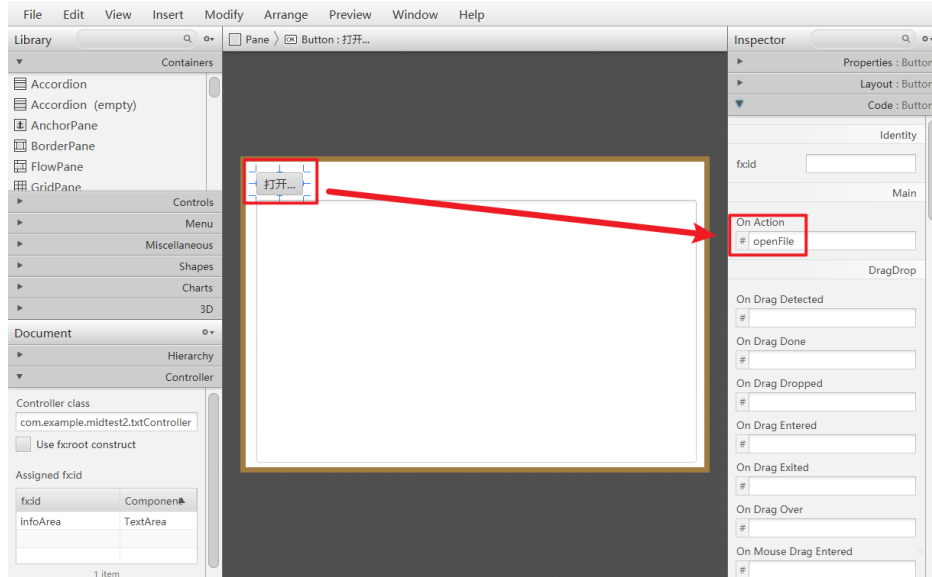 File Edit View Insert Modify Arrange Preview Window Help
Library
Containers
Accordion
Accordion (empty)
AnchorPane
BorderPane
FlowPane
GridPane
Controls
Menu
Miscellaneous
Shapes
Charts
3D
Document
Hierarchy
Controller
Controller class
com.example.midtest2.txtController
Use fx:root construct
Assigned fx:id
fx:id Component
infoArea TextArea
1 item
Pane OK Button : 打开...
打开...
Inspector
Properties : Button
Layout : Button
Code : Button
Identity
fx:id
Main
On Action
# openFile
DragDrop
On Drag Detected
#
On Drag Done
#
On Drag Dropped
#
On Drag Entered
#
On Drag Exited
#
On Drag Over
#
On Mouse Drag Entered
#